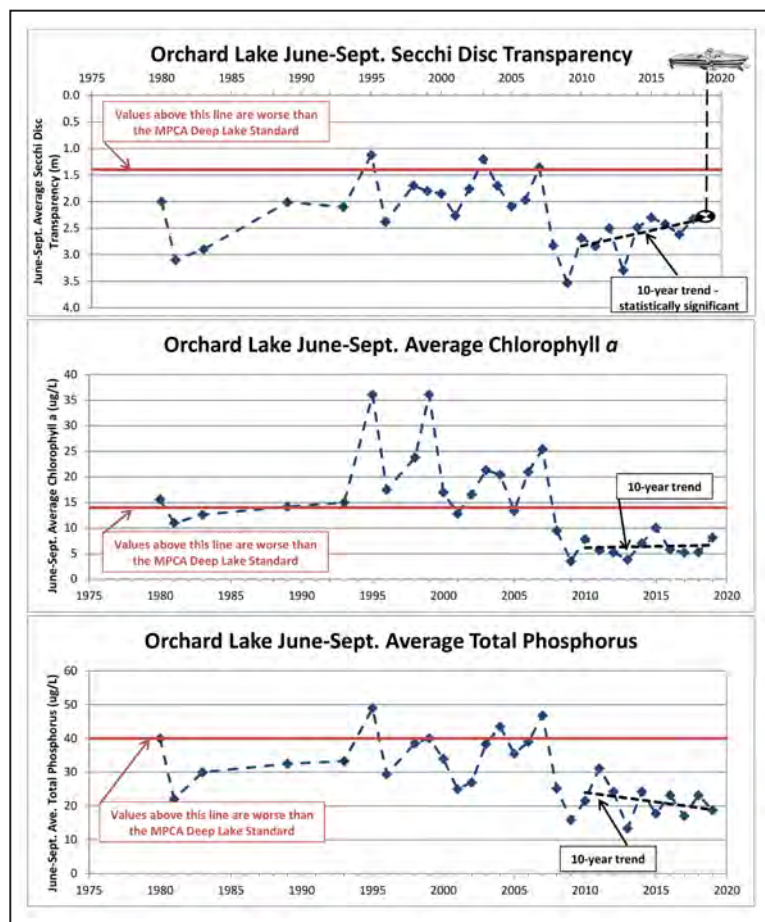 Orchard Lake June-Sept. Secchi Disc Transparency
1975 1980 1985 1990 1995 2000 2005 2010 2015 2020
June-Sept. Average Secchi Disc
Transparency (m)
0.0
0.5
1.0
1.5
2.0
2.5
3.0
3.5
4.0
Values above this line are worse than
the MPCA Deep Lake Standard
10-year trend -
statistically significant
Orchard Lake June-Sept. Average Chlorophyll a
June-Sept. Average Chlorophyll a (ug/L)
40
35
30
25
20
15
10
5
0
10-year trend
Values above this line are worse than
the MPCA Deep Lake Standard
1975 1980 1985 1990 1995 2000 2005 2010 2015 2020
Orchard Lake June-Sept. Average Total Phosphorus
June-Sept. Ave. Total Phosphorus (ug/L)
60
50
40
30
20
10
0
Values above this line are worse than
the MPCA Deep Lake Standard
10-year trend
1975 1980 1985 1990 1995 2000 2005 2010 2015 2020